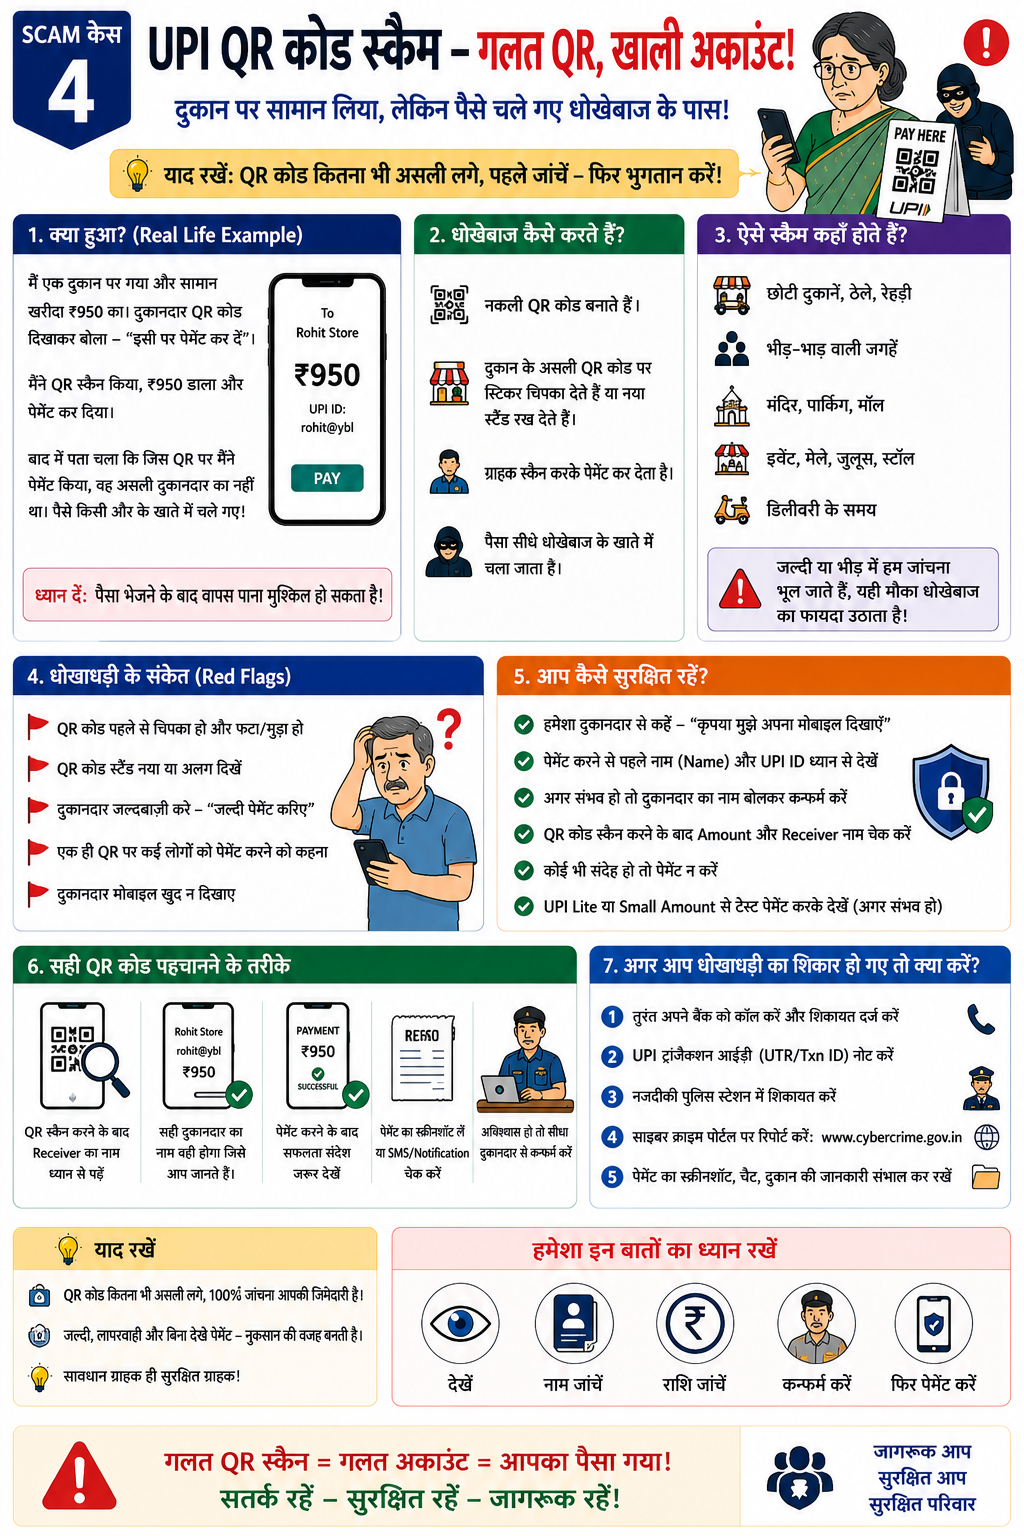 SCAM केस
4
UPI QR कोड स्कैम – गलत QR, खाली अकाउंट!
दुकान पर सामान लिया, लेकिन पैसे चले गए धोखेबाज के पास!
याद रखें: QR कोड कितना भी असली लगे, पहले जांचें – फिर भुगतान करें!
!
PAY HERE
UPI
1. क्या हुआ? (Real Life Example)
मैं एक दुकान पर गया और सामान
खरीदा ₹950 का। दुकानदार QR कोड
दिखाकर बोला – “इसी पर पेमेंट कर दें”।
मैंने QR स्कैन किया, ₹950 डाला और
पेमेंट कर दिया।
बाद में पता चला कि जिस QR पर मैंने
पेमेंट किया, वह असली दुकानदार का नहीं
था। पैसे किसी और के खाते में चले गए!
To
Rohit Store
₹950
UPI ID:
rohit@ybl
PAY
ध्यान दें: पैसा भेजने के बाद वापस पाना मुश्किल हो सकता है!
2. धोखेबाज कैसे करते हैं?
नकली QR कोड बनाते हैं।
दुकान के असली QR कोड पर
स्टिकर चिपका देते हैं या नया
स्टैंड रख देते हैं।
ग्राहक स्कैन करके पेमेंट कर देता है।
पैसा सीधे धोखेबाज के खाते में
चला जाता है।
3. ऐसे स्कैम कहाँ होते हैं?
छोटी दुकानें, ठेले, रेहड़ी
भीड़-भाड़ वाली जगहें
मंदिर, पार्किंग, मॉल
इवेंट, मेले, जुलूस, स्टॉल
डिलीवरी के समय
!
जल्दी या भीड़ में हम जांचना
भूल जाते हैं, यही मौका धोखेबाज
का फायदा उठाता है!
4. धोखाधड़ी के संकेत (Red Flags)
QR कोड पहले से चिपका हो और फटा/मुड़ा हो
QR कोड स्टैंड नया या अलग दिखें
दुकानदार जल्दबाज़ी करे – “जल्दी पेमेंट करिए”
एक ही QR पर कई लोगों को पेमेंट करने को कहना
दुकानदार मोबाइल खुद न दिखाए
?
5. आप कैसे सुरक्षित रहें?
हमेशा दुकानदार से कहें – “कृपया मुझे अपना मोबाइल दिखाएँ”
पेमेंट करने से पहले नाम (Name) और UPI ID ध्यान से देखें
अगर संभव हो तो दुकानदार का नाम बोलकर कन्फर्म करें
QR कोड स्कैन करने के बाद Amount और Receiver नाम चेक करें
कोई भी संदेह हो तो पेमेंट न करें
UPI Lite या Small Amount से टेस्ट पेमेंट करके देखें (अगर संभव हो)
6. सही QR कोड पहचानने के तरीके
QR स्कैन करने के बाद
Receiver का नाम
ध्यान से पढ़ें
Rohit Store
rohit@ybl
₹950
सही दुकानदार का
नाम वही होगा जिसे
आप जानते हैं।
PAYMENT
₹950
SUCCESSFUL
पेमेंट करने के बाद
सफलता संदेश
जरूर देखें
पेमेंट का स्क्रीनशॉट लें
या SMS/Notification
चेक करें
अविश्वास हो तो सीधा
दुकानदार से कन्फर्म करें
7. अगर आप धोखाधड़ी का शिकार हो गए तो क्या करें?
1 तुरंत अपने बैंक को कॉल करें और शिकायत दर्ज करें
2 UPI ट्रांजैक्शन आईड़ी (UTR/Txn ID) नोट करें
3 नजदीकी पुलिस स्टेशन में शिकायत करें
4 साइबर क्राइम पोर्टल पर रिपोर्ट करें: www.cybercrime.gov.in
5 पेमेंट का स्क्रीनशॉट, चैट, दुकान की जानकारी संभाल कर रखें
याद रखें
QR कोड कितना भी असली लगे, 100% जांचना आपकी जिमेदारी है!
जल्दी, लापरवाही और बिना देखे पेमेंट – नुकसान की वजह बनती है।
सावधान ग्राहक ही सुरक्षित ग्राहक!
हमेशा इन बातों का ध्यान रखें
देखें
नाम जांचें
₹
राशि जांचें
कन्फर्म करें
फिर पेमेंट करें
!
गलत QR स्कैन = गलत अकाउंट = आपका पैसा गया!
सतर्क रहें – सुरक्षित रहें – जागरूक रहें!
जागरूक आप
सुरक्षित आप
सुरक्षित परिवार